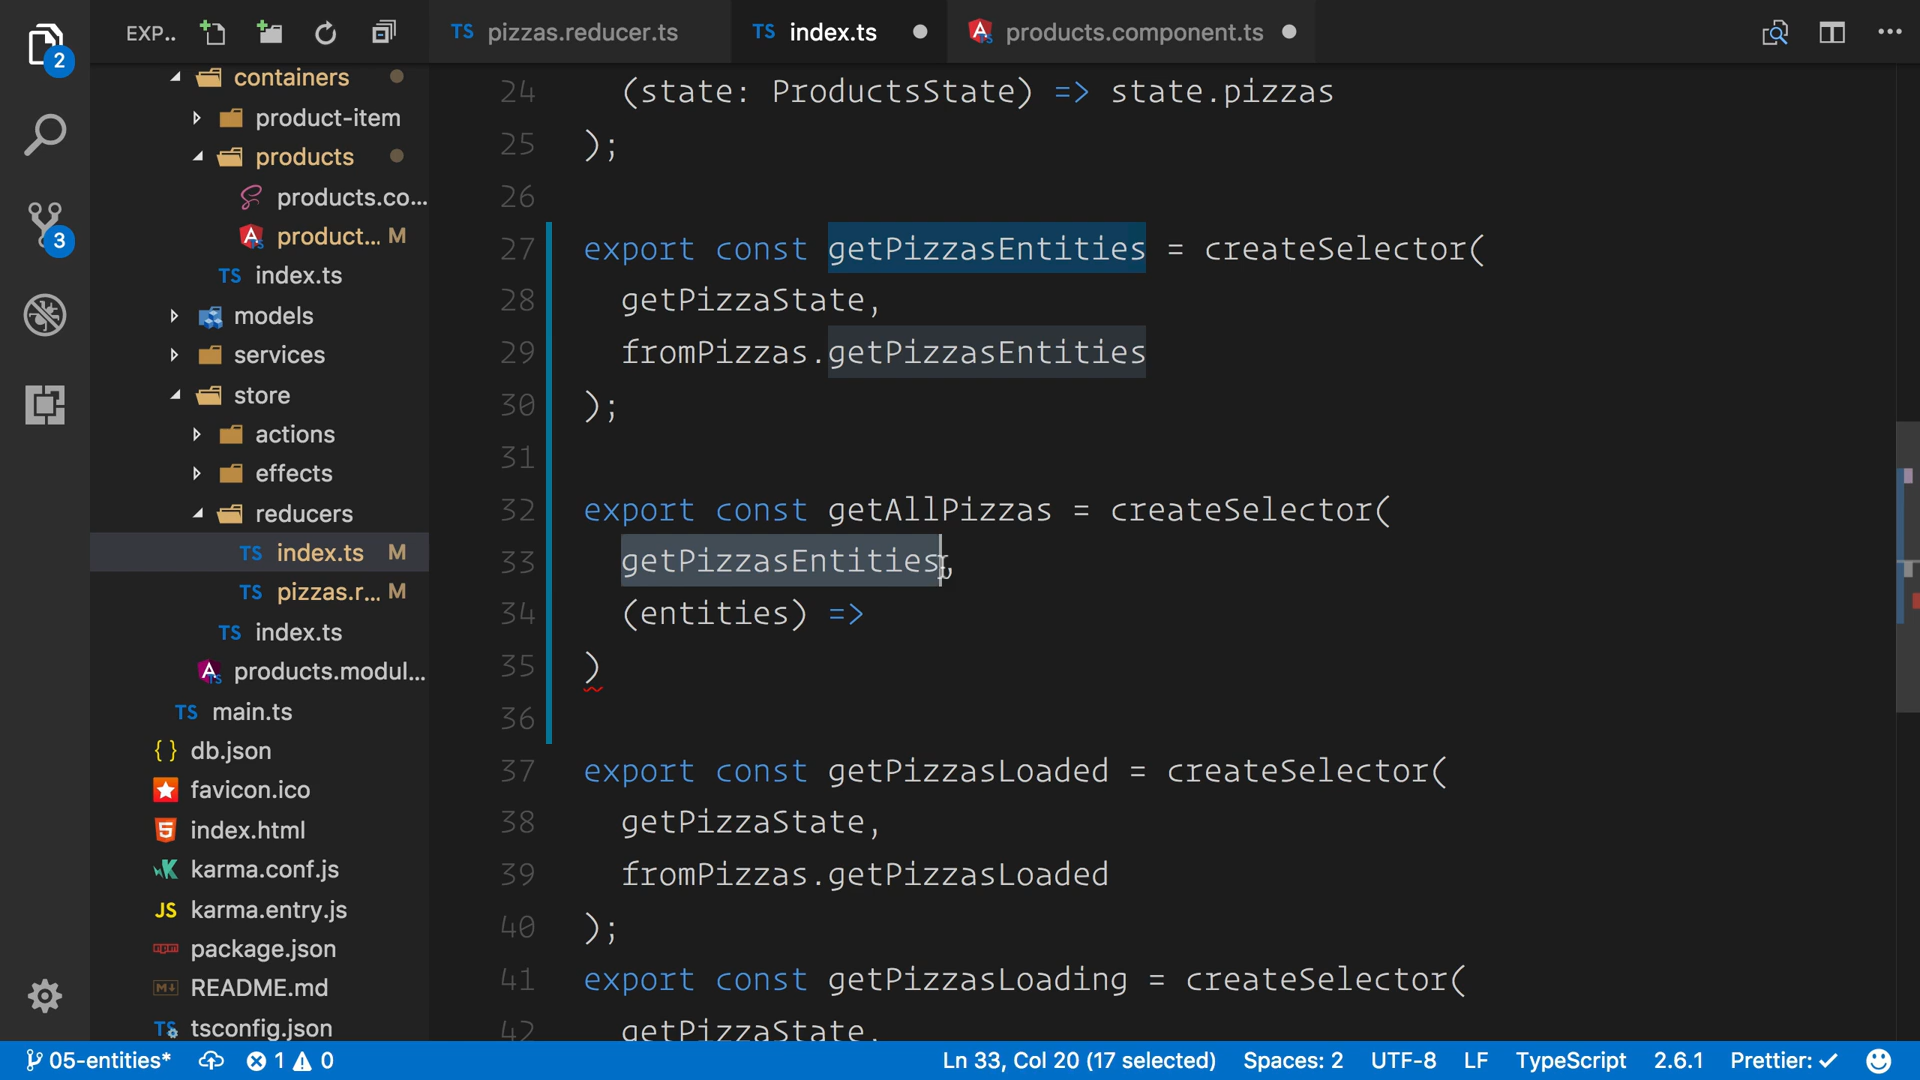 EXP..
TS pizzas.reducer.ts
TS index.ts
products.component.ts
2
3
containers
product-item
products
products.co...
product... M
TS index.ts
models
services
store
actions
effects
reducers
TS index.ts M
TS pizzas.r... M
TS index.ts
products.modul...
TS main.ts
{ } db.json
favicon.ico
5 index.html
karma.conf.js
JS karma.entry.js
package.json
M↓ README.md
TS tsconfig.json
24 (state: ProductsState) => state.pizzas
25 );
26
27 export const getPizzasEntities = createSelector(
28 getPizzaState,
29 fromPizzas.getPizzasEntities
30 );
31
32 export const getAllPizzas = createSelector(
33 getPizzasEntities,
34 (entities) =>
35 )
36
37 export const getPizzasLoaded = createSelector(
38 getPizzaState,
39 fromPizzas.getPizzasLoaded
40 );
41 export const getPizzasLoading = createSelector(
42 getPizzaState,
05-entities* 1 0
Ln 33, Col 20 (17 selected) Spaces: 2 UTF-8 LF TypeScript 2.6.1 Prettier: ✓